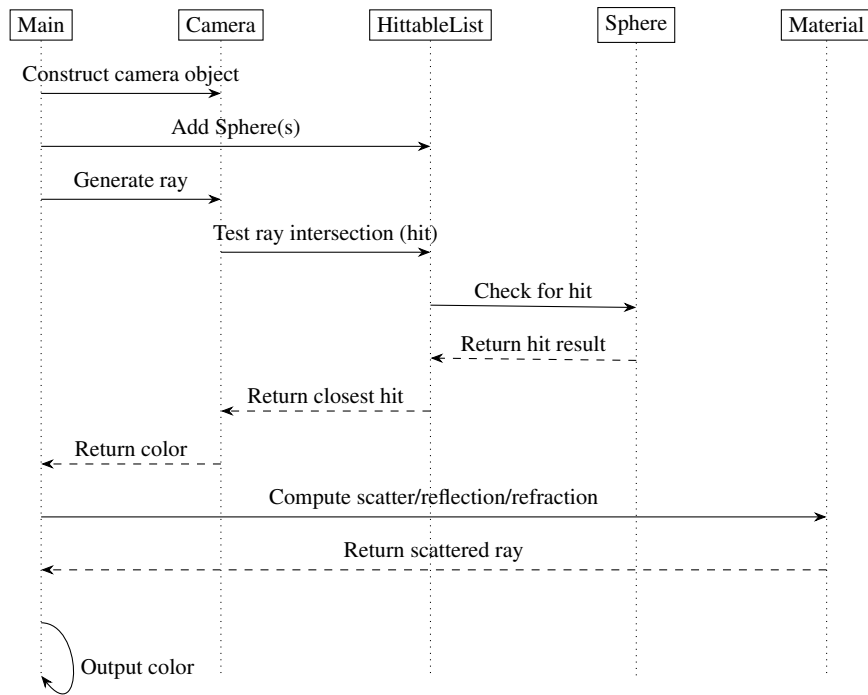 Main
Camera
HittableList
Sphere
Material
Construct camera object
Add Sphere(s)
Generate ray
Test ray intersection (hit)
Check for hit
Return hit result
Return closest hit
Return color
Compute scatter/reflection/refraction
Return scattered ray
Output color